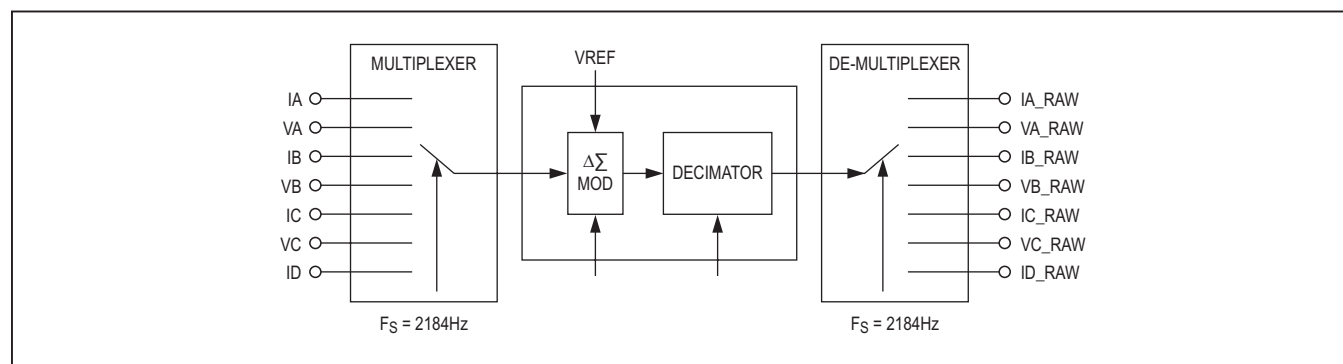 MULTIPLEXER
VREF
DE-MULTIPLEXER
IA
VA
IB
VB
IC
VC
ID
ΔΣ
MOD
DECIMATOR
IA_RAW
VA_RAW
IB_RAW
VB_RAW
IC_RAW
VC_RAW
ID_RAW
FS = 2184Hz
FS = 2184Hz